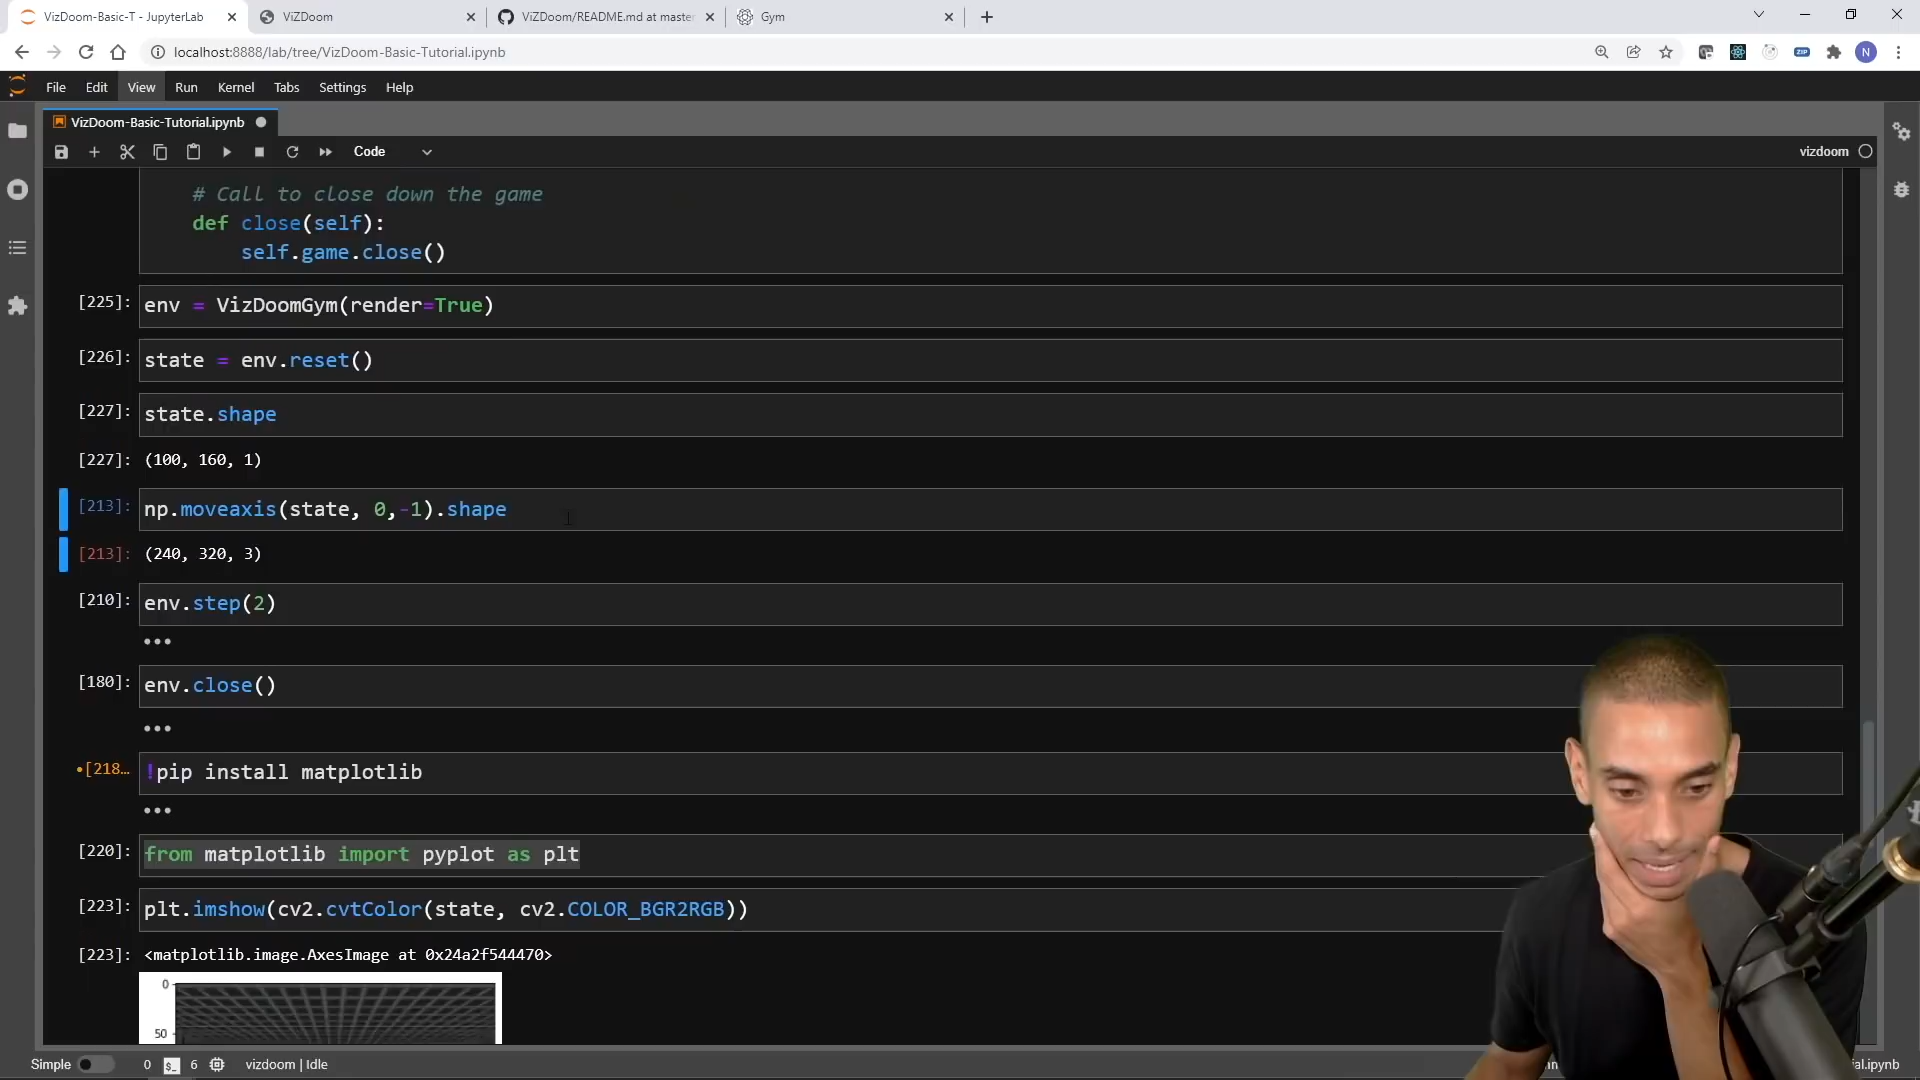 VizDoom-Basic-T - JupyterLab
ViZDoom
ViZDoom/README.md at master
Gym
localhost:8888/lab/tree/VizDoom-Basic-Tutorial.ipynb
ZIP
N
File Edit View Run Kernel Tabs Settings Help
VizDoom-Basic-Tutorial.ipynb
Code
vizdoom
# Call to close down the game
def close(self):
self.game.close()
[225]: env = VizDoomGym(render=True)
[226]: state = env.reset()
[227]: state.shape
[227]: (100, 160, 1)
[213]: np.moveaxis(state, 0,-1).shape
[213]: (240, 320, 3)
[210]: env.step(2)
•••
[180]: env.close()
•••
•[218… !pip install matplotlib
•••
[220]: from matplotlib import pyplot as plt
[223]: plt.imshow(cv2.cvtColor(state, cv2.COLOR_BGR2RGB))
[223]: <matplotlib.image.AxesImage at 0x24a2f544470>
0
50
Simple 0 $_ 6 vizdoom | Idle
ial.ipynb